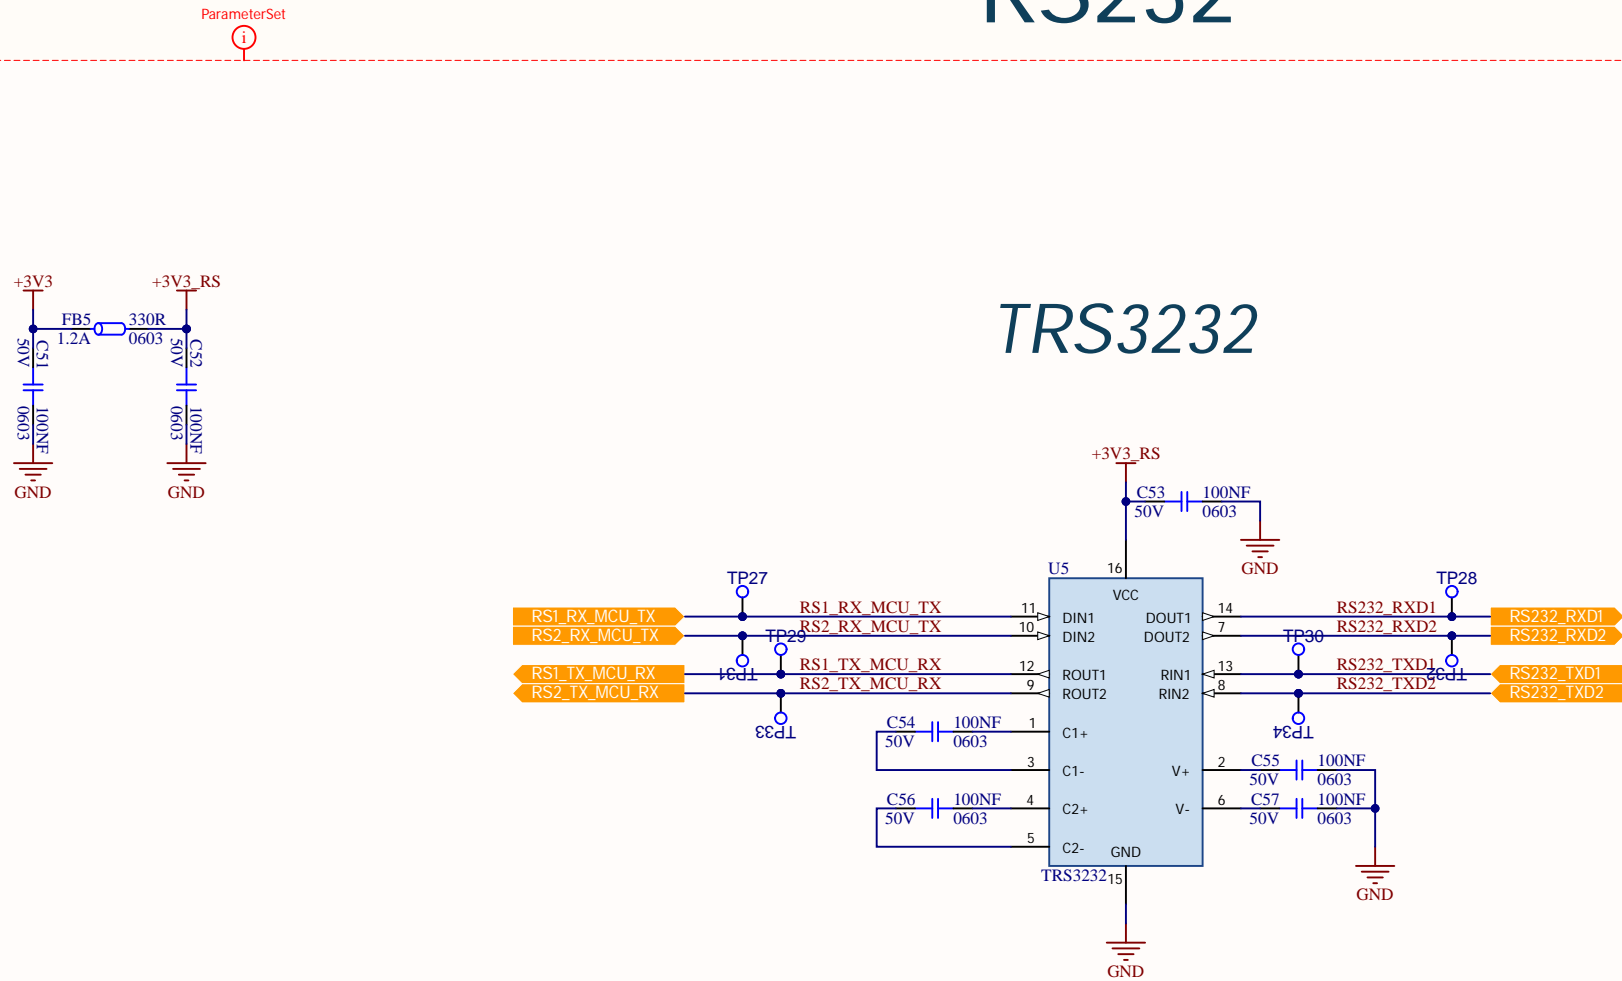 ParameterSet
i
RS232
+3V3
+3V3_RS
FB5
330R
1.2A
0603
C51
50V
100NF
0603
C52
50V
100NF
0603
GND
GND
TRS3232
+3V3_RS
C53
100NF
50V
0603
GND
U5
16
VCC
TP27
TP28
RS1_RX_MCU_TX
RS1_RX_MCU_TX
11
DIN1
DOUT1
14
RS232_RXD1
RS232_RXD1
RS2_RX_MCU_TX
RS2_RX_MCU_TX
10
DIN2
DOUT2
7
RS232_RXD2
RS232_RXD2
TP29
TP30
TP31
TP32
RS1_TX_MCU_RX
RS1_TX_MCU_RX
12
ROUT1
RIN1
13
RS232_TXD1
RS232_TXD1
RS2_TX_MCU_RX
RS2_TX_MCU_RX
9
ROUT2
RIN2
8
RS232_TXD2
RS232_TXD2
TP33
TP34
C54
100NF
50V
0603
1
C1+
3
C1-
V+
2
C55
100NF
50V
0603
C56
100NF
50V
0603
4
C2+
V-
6
C57
100NF
50V
0603
5
C2-
GND
TRS3232
15
GND
GND